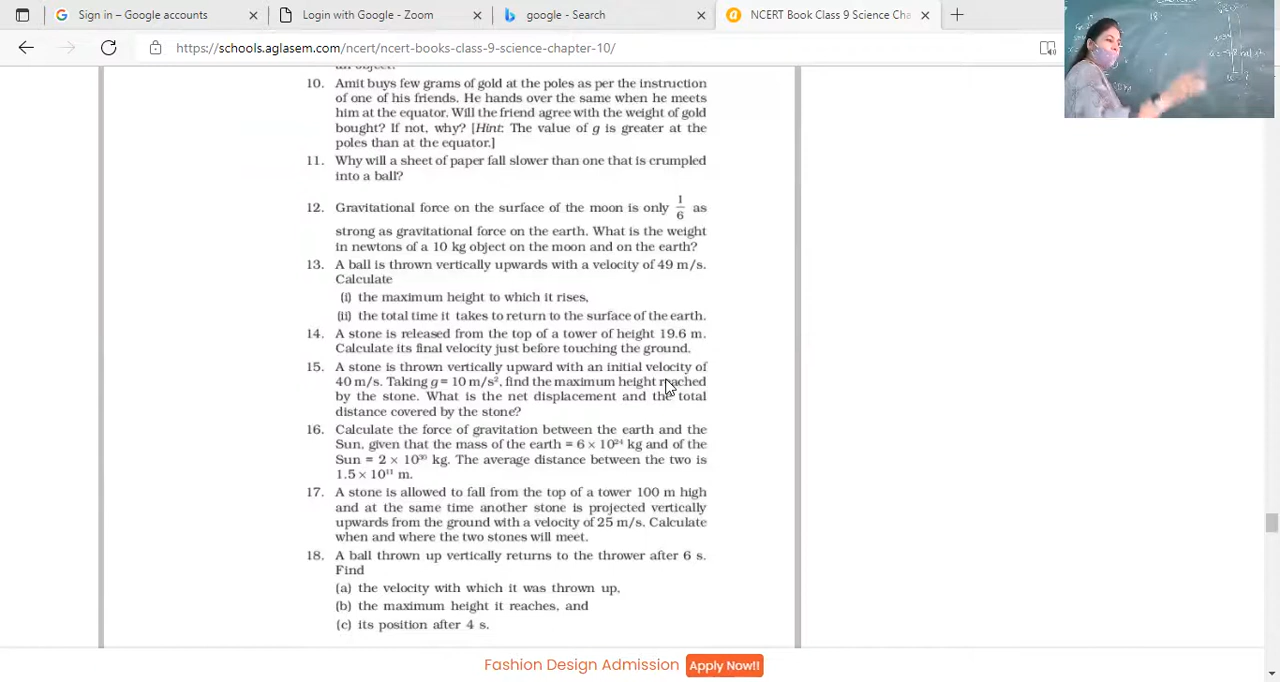 Sign in – Google accounts
Login with Google - Zoom
google - Search
NCERT Book Class 9 Science Cha
https://schools.aglasem.com/ncert/ncert-books-class-9-science-chapter-10/
18
an object.
10. Amit buys few grams of gold at the poles as per the instruction
of one of his friends. He hands over the same when he meets
him at the equator. Will the friend agree with the weight of gold
bought? If not, why? [Hint: The value of g is greater at the
poles than at the equator.]
11. Why will a sheet of paper fall slower than one that is crumpled
into a ball?
12. Gravitational force on the surface of the moon is only 1/6 as
strong as gravitational force on the earth. What is the weight
in newtons of a 10 kg object on the moon and on the earth?
13. A ball is thrown vertically upwards with a velocity of 49 m/s.
Calculate
(i) the maximum height to which it rises,
(ii) the total time it takes to return to the surface of the earth.
14. A stone is released from the top of a tower of height 19.6 m.
Calculate its final velocity just before touching the ground.
15. A stone is thrown vertically upward with an initial velocity of
40 m/s. Taking g = 10 m/s², find the maximum height reached
by the stone. What is the net displacement and the total
distance covered by the stone?
16. Calculate the force of gravitation between the earth and the
Sun, given that the mass of the earth = 6 × 10²⁴ kg and of the
Sun = 2 × 10³⁰ kg. The average distance between the two is
1.5 × 10¹¹ m.
17. A stone is allowed to fall from the top of a tower 100 m high
and at the same time another stone is projected vertically
upwards from the ground with a velocity of 25 m/s. Calculate
when and where the two stones will meet.
18. A ball thrown up vertically returns to the thrower after 6 s.
Find
(a) the velocity with which it was thrown up,
(b) the maximum height it reaches, and
(c) its position after 4 s.
Fashion Design Admission Apply Now!!